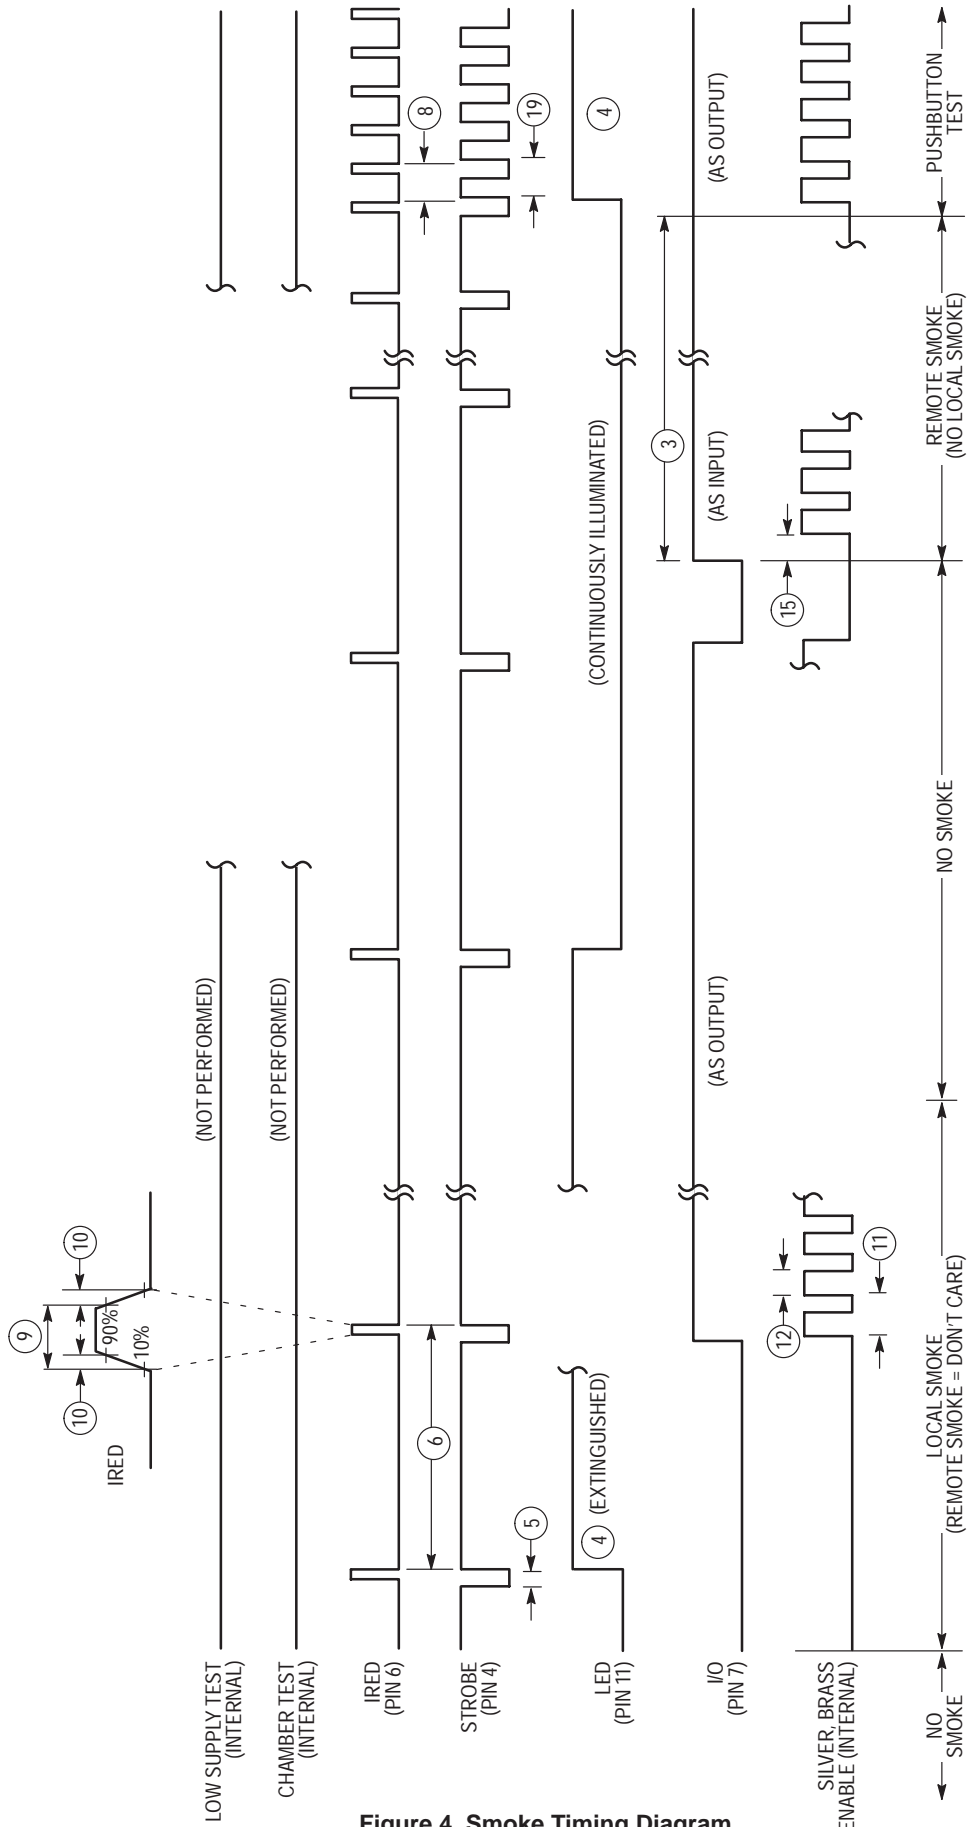 9
10
10
90%
10%
IRED
LOW SUPPLY TEST
(INTERNAL)
(NOT PERFORMED)
CHAMBER TEST
(INTERNAL)
(NOT PERFORMED)
IRED
(PIN 6)
6
8
STROBE
(PIN 4)
5
19
LED
(PIN 11)
4
(EXTINGUISHED)
(CONTINUOUSLY ILLUMINATED)
4
I/O
(PIN 7)
(AS OUTPUT)
3
(AS INPUT)
(AS OUTPUT)
SILVER, BRASS
ENABLE (INTERNAL)
12
11
15
NO
SMOKE
LOCAL SMOKE
(REMOTE SMOKE = DON'T CARE)
NO SMOKE
REMOTE SMOKE
(NO LOCAL SMOKE)
PUSHBUTTON
TEST
Figure 4. Smoke Timing Diagram